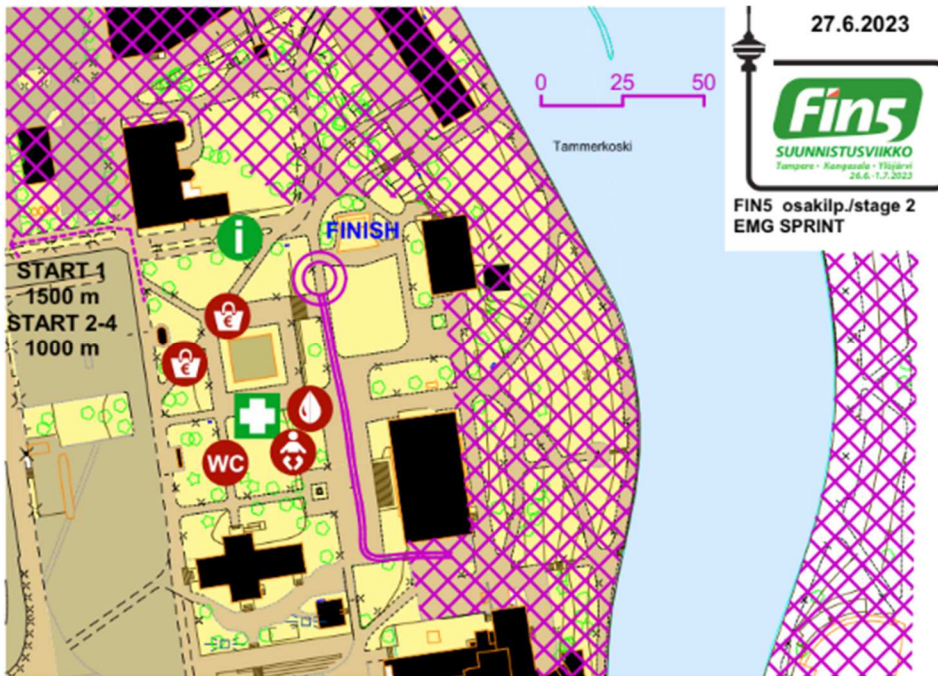 27.6.2023
0 25 50
Fin5
SUUNNISTUSVIIKKO
Tampere • Kangasala • Ylöjärvi
26.6.-1.7.2023
Tammerkoski
FIN5 osakilp./stage 2
EMG SPRINT
i
FINISH
START 1
1500 m
START 2-4
1000 m
€
€
WC